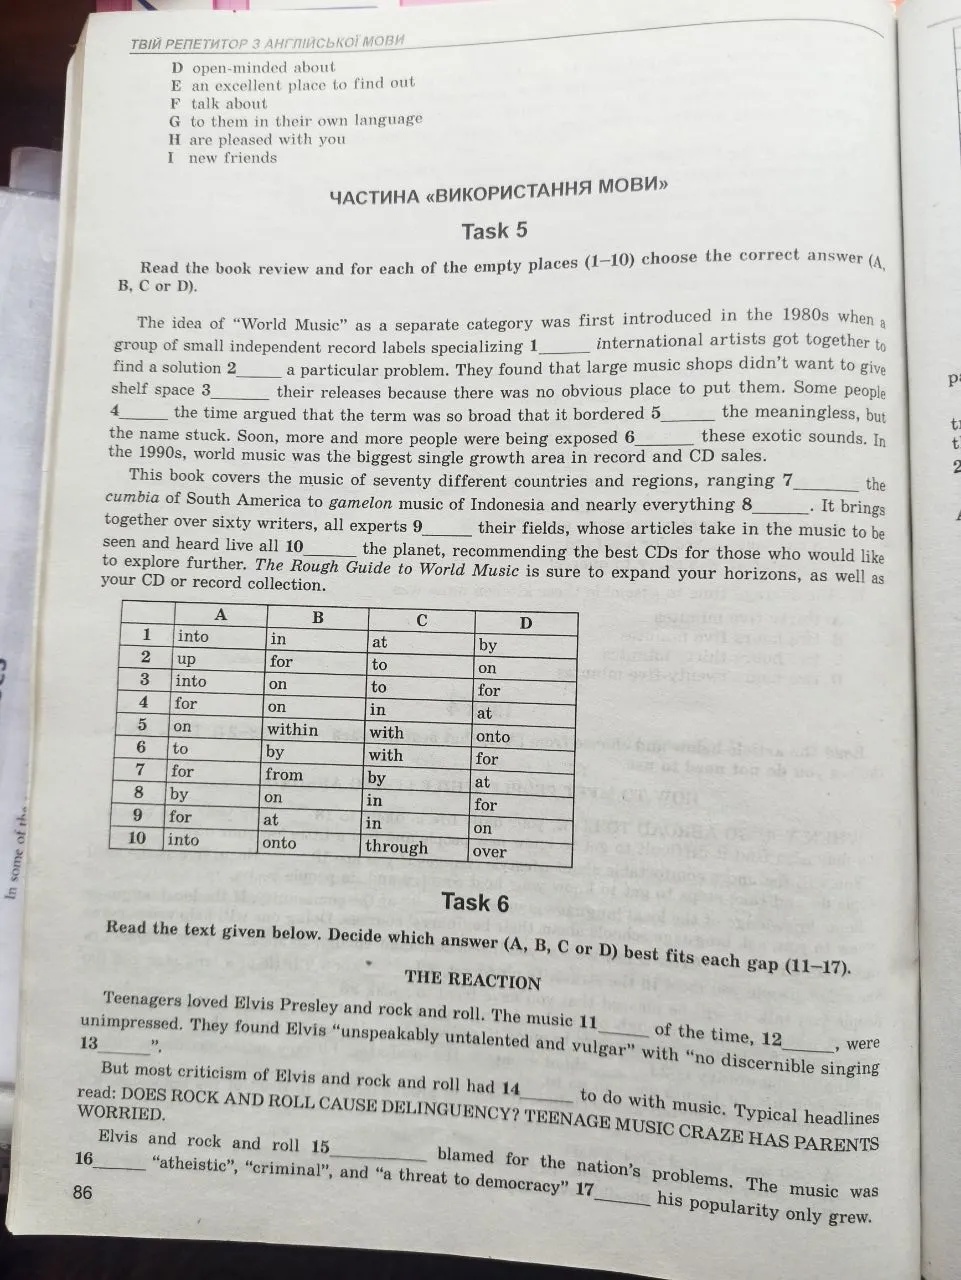 ТВІЙ РЕПЕТИТОР З АНГЛІЙСЬКОЇ МОВИ
D open-minded about
E an excellent place to find out
F talk about
G to them in their own language
H are pleased with you
I new friends
ЧАСТИНА «ВИКОРИСТАННЯ МОВИ»
Task 5
Read the book review and for each of the empty places (1–10) choose the correct answer (A,
B, C or D).
The idea of “World Music” as a separate category was first introduced in the 1980s when a
group of small independent record labels specializing 1_____ international artists got together to
find a solution 2_____ a particular problem. They found that large music shops didn’t want to give
shelf space 3______ their releases because there was no obvious place to put them. Some people
4_____ the time argued that the term was so broad that it bordered 5______ the meaningless, but
the name stuck. Soon, more and more people were being exposed 6______ these exotic sounds. In
the 1990s, world music was the biggest single growth area in record and CD sales.
This book covers the music of seventy different countries and regions, ranging 7_______ the
cumbia of South America to gamelon music of Indonesia and nearly everything 8______. It brings
together over sixty writers, all experts 9_____ their fields, whose articles take in the music to be
seen and heard live all 10_____ the planet, recommending the best CDs for those who would like
to explore further. The Rough Guide to World Music is sure to expand your horizons, as well as
your CD or record collection.
A B C D
1 into in at by
2 up for to on
3 into on to for
4 for on in at
5 on within with onto
6 to by with for
7 for from by at
8 by on in for
9 for at in on
10 into onto through over
Task 6
Read the text given below. Decide which answer (A, B, C or D) best fits each gap (11–17).
THE REACTION
Teenagers loved Elvis Presley and rock and roll. The music 11_____ of the time, 12_____, were
unimpressed. They found Elvis “unspeakably untalented and vulgar” with “no discernible singing
13_____”.
But most criticism of Elvis and rock and roll had 14_____ to do with music. Typical headlines
read: DOES ROCK AND ROLL CAUSE DELINGUENCY? TEENAGE MUSIC CRAZE HAS PARENTS
WORRIED.
Elvis and rock and roll 15_________ blamed for the nation’s problems. The music was
16_____ “atheistic”, “criminal”, and “a threat to democracy” 17_____ his popularity only grew.
86
In some of the